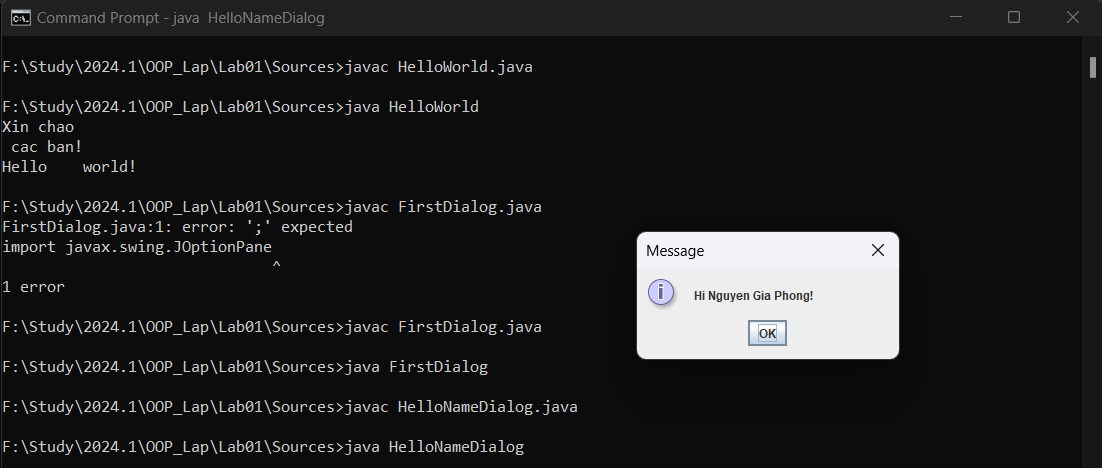 Command Prompt - java  HelloNameDialog
F:\Study\2024.1\OOP_Lap\Lab01\Sources>javac HelloWorld.java
F:\Study\2024.1\OOP_Lap\Lab01\Sources>java HelloWorld
Xin chao
 cac ban!
Hello    world!
F:\Study\2024.1\OOP_Lap\Lab01\Sources>javac FirstDialog.java
FirstDialog.java:1: error: ';' expected
import javax.swing.JOptionPane
                              ^
1 error
F:\Study\2024.1\OOP_Lap\Lab01\Sources>javac FirstDialog.java
F:\Study\2024.1\OOP_Lap\Lab01\Sources>java FirstDialog
F:\Study\2024.1\OOP_Lap\Lab01\Sources>javac HelloNameDialog.java
F:\Study\2024.1\OOP_Lap\Lab01\Sources>java HelloNameDialog
Message
Hi Nguyen Gia Phong!
OK